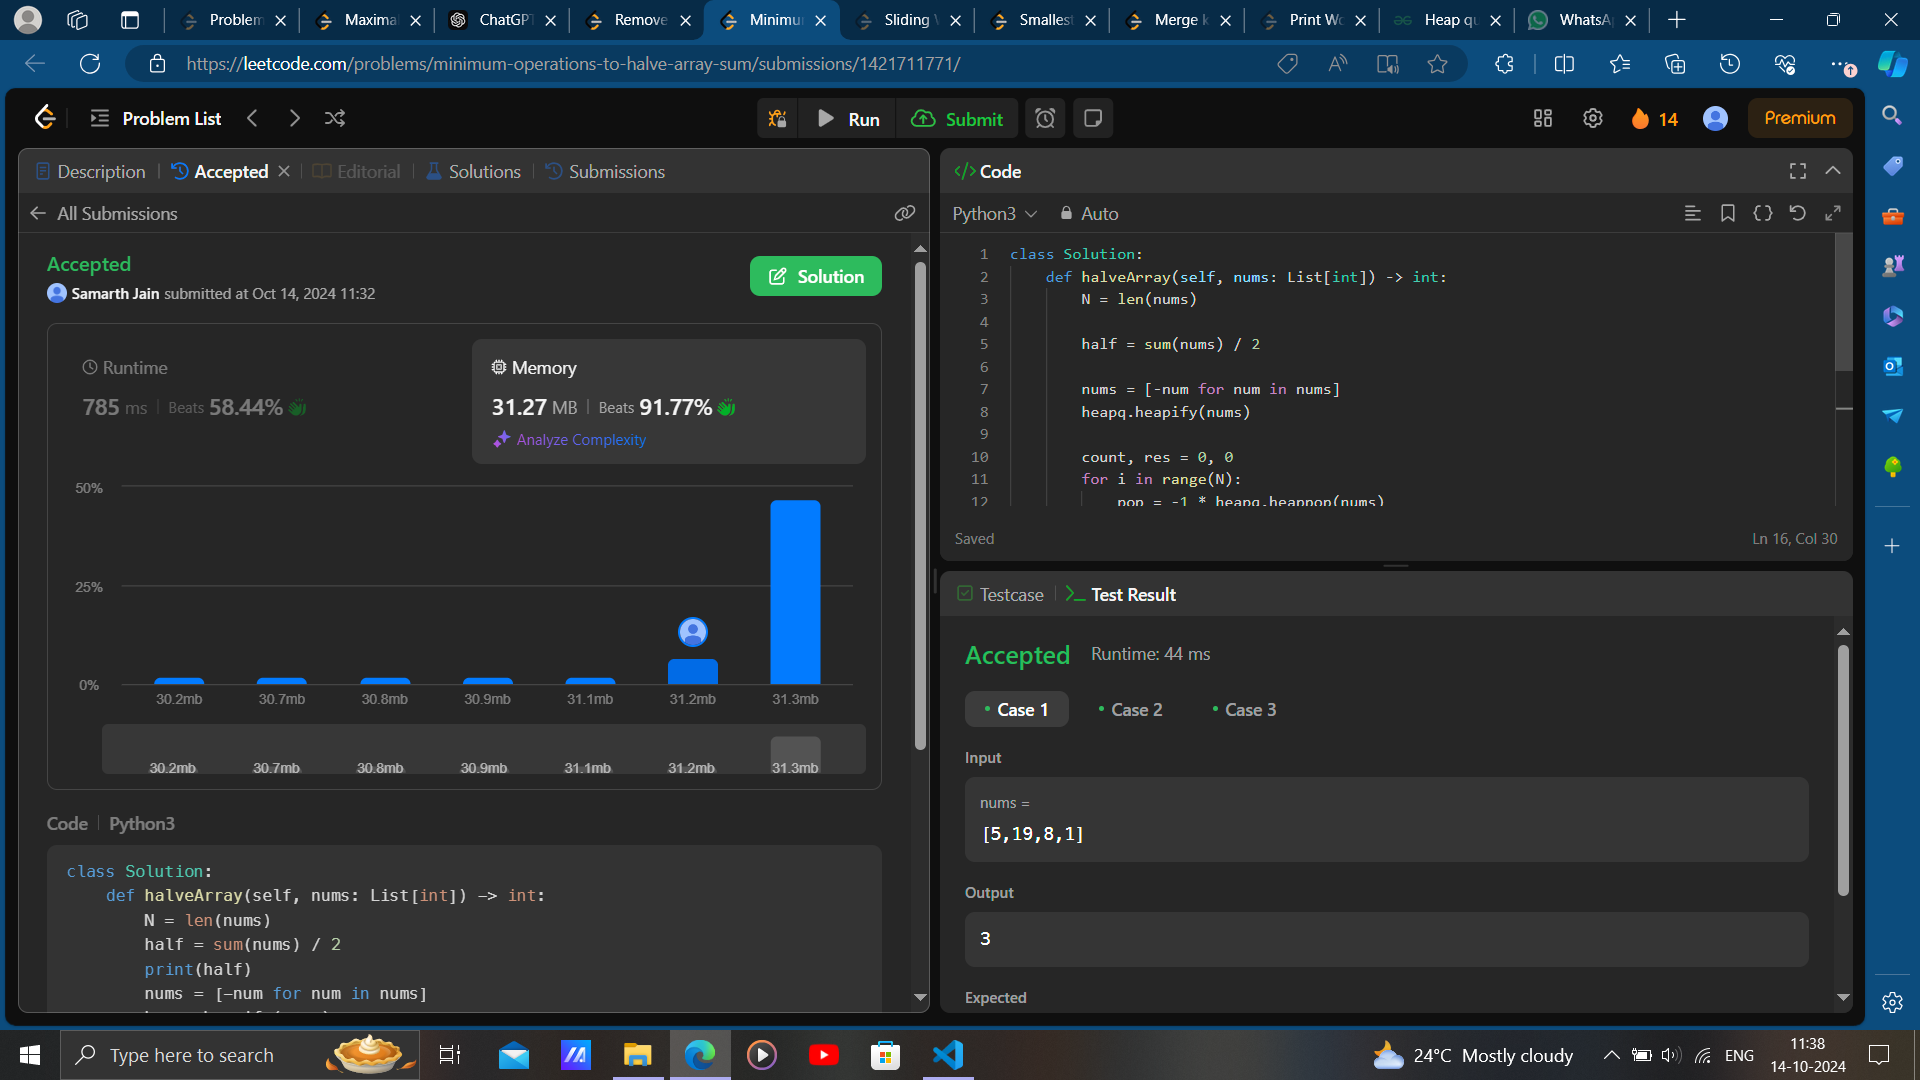 Problem
Maximal
ChatGPT
Remove
Minimum
Sliding W
Smallest
Merge k
Print Wo
Heap qu
WhatsAp
https://leetcode.com/problems/minimum-operations-to-halve-array-sum/submissions/1421711771/
Problem List
Run
Submit
14
Premium
Description
Accepted
Editorial
Solutions
Submissions
All Submissions
Accepted
Samarth Jain submitted at Oct 14, 2024 11:32
Solution
Runtime
785 ms
Beats 58.44%
Memory
31.27 MB
Beats 91.77%
Analyze Complexity
50%
25%
0%
30.2mb 30.7mb 30.8mb 30.9mb 31.1mb 31.2mb 31.3mb
30.2mb 30.7mb 30.8mb 30.9mb 31.1mb 31.2mb 31.3mb
Code
Python3
class Solution:
def halveArray(self, nums: List[int]) -> int:
N = len(nums)
half = sum(nums) / 2
print(half)
nums = [-num for num in nums]
</> Code
Python3
Auto
1 class Solution:
2 def halveArray(self, nums: List[int]) -> int:
3 N = len(nums)
4
5 half = sum(nums) / 2
6
7 nums = [-num for num in nums]
8 heapq.heapify(nums)
9
10 count, res = 0, 0
11 for i in range(N):
12 pop = -1 * heapq.heappop(nums)
Saved
Ln 16, Col 30
Testcase
Test Result
Accepted
Runtime: 44 ms
Case 1
Case 2
Case 3
Input
nums =
[5,19,8,1]
Output
3
Expected
Type here to search
24°C Mostly cloudy
ENG
11:38
14-10-2024